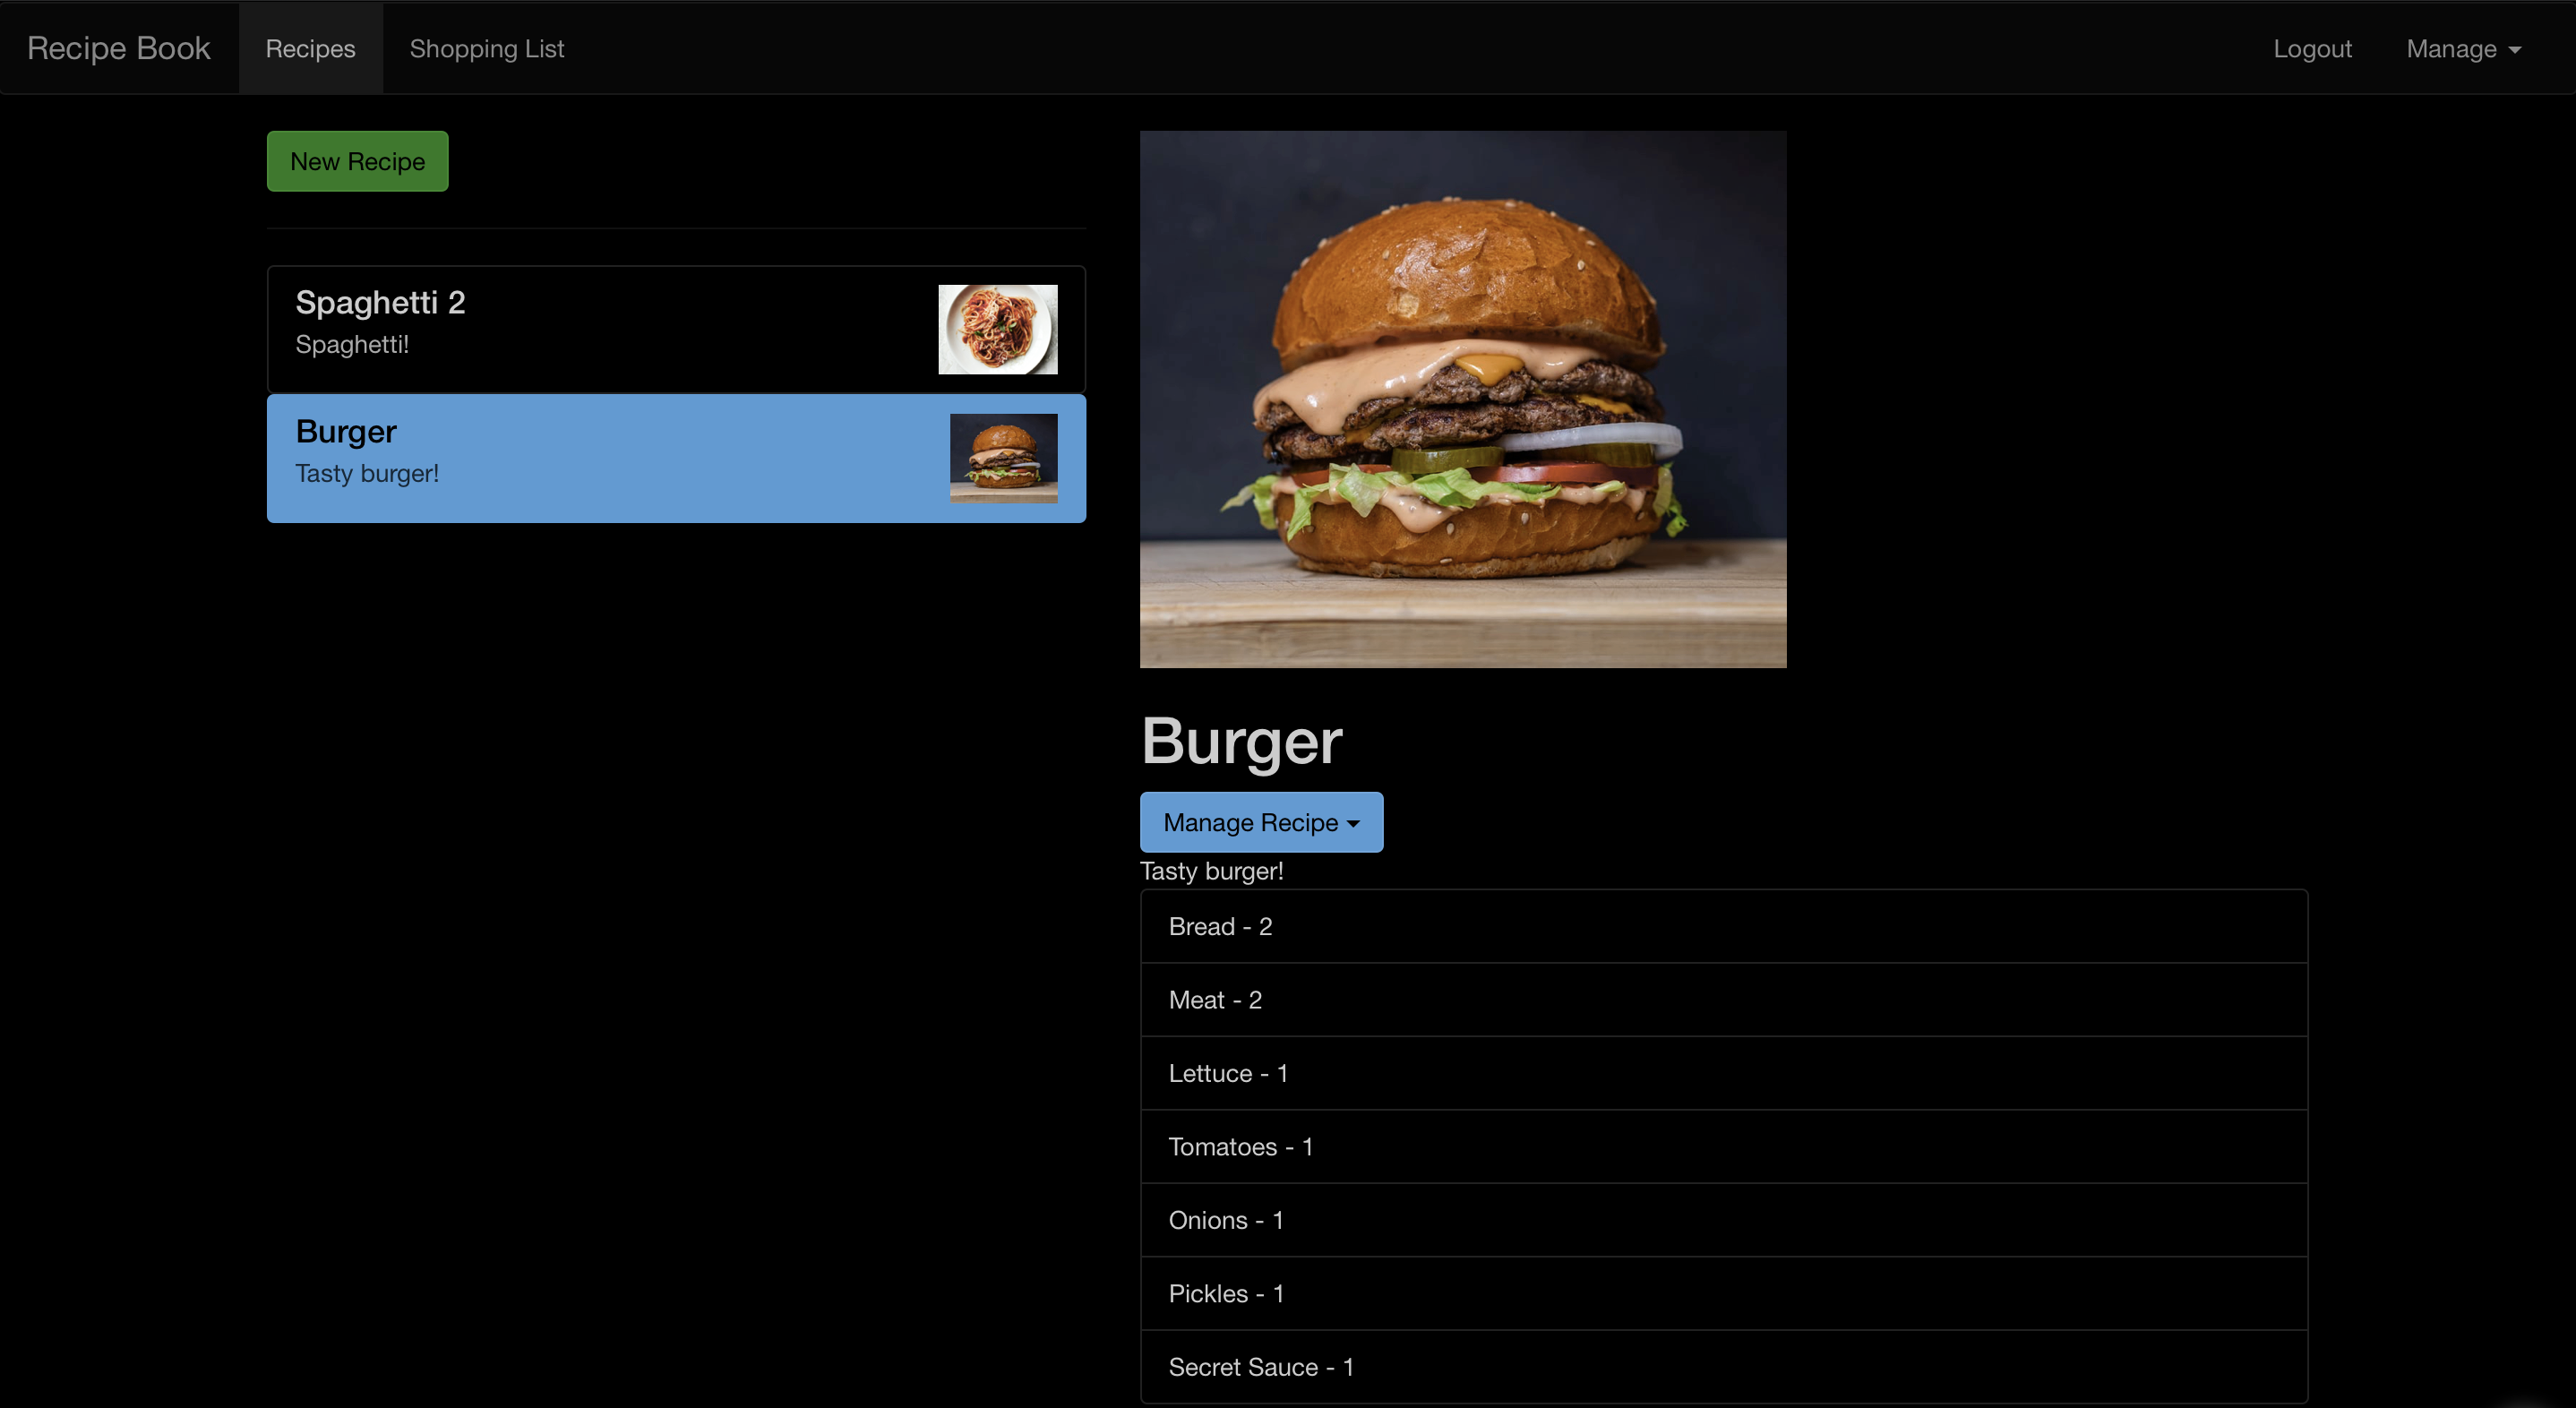 Recipe Book
Recipes
Shopping List
Logout
Manage
New Recipe
Spaghetti 2
Spaghetti!
Burger
Tasty burger!
Burger
Manage Recipe
Tasty burger!
Bread - 2
Meat - 2
Lettuce - 1
Tomatoes - 1
Onions - 1
Pickles - 1
Secret Sauce - 1